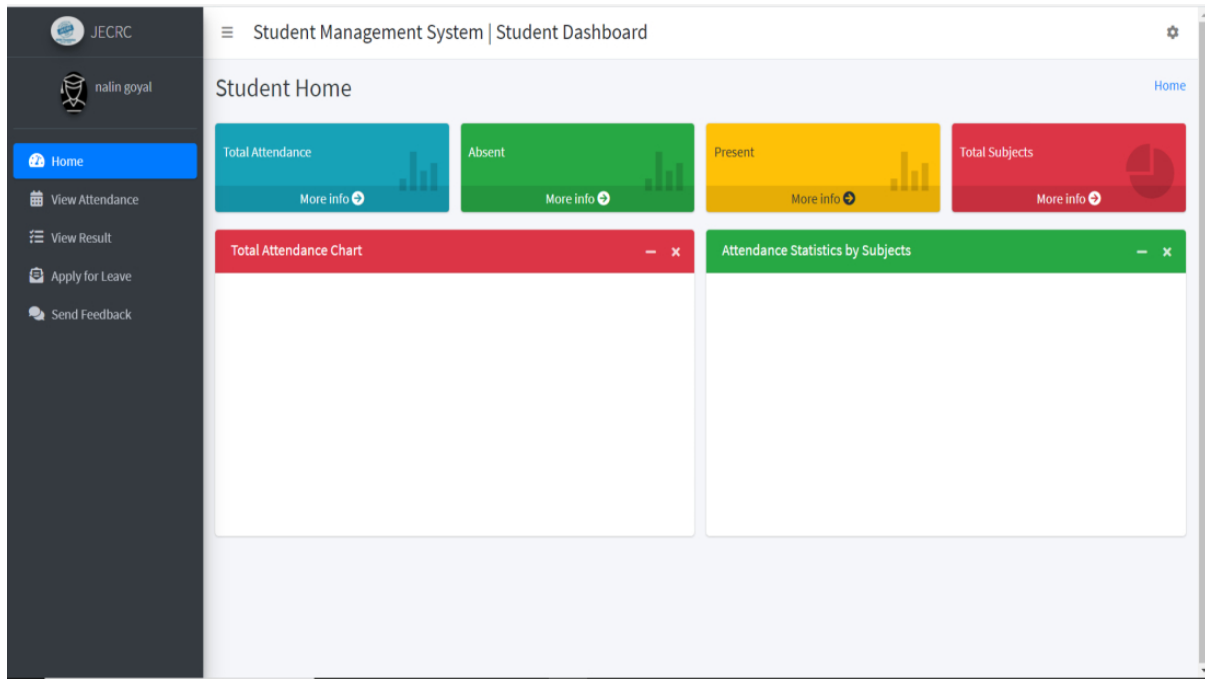 JECRC
nalin goyal
Home
View Attendance
View Result
Apply for Leave
Send Feedback
Student Management System | Student Dashboard
Student Home
Home
Total Attendance
More info
Absent
More info
Present
More info
Total Subjects
More info
Total Attendance Chart
Attendance Statistics by Subjects